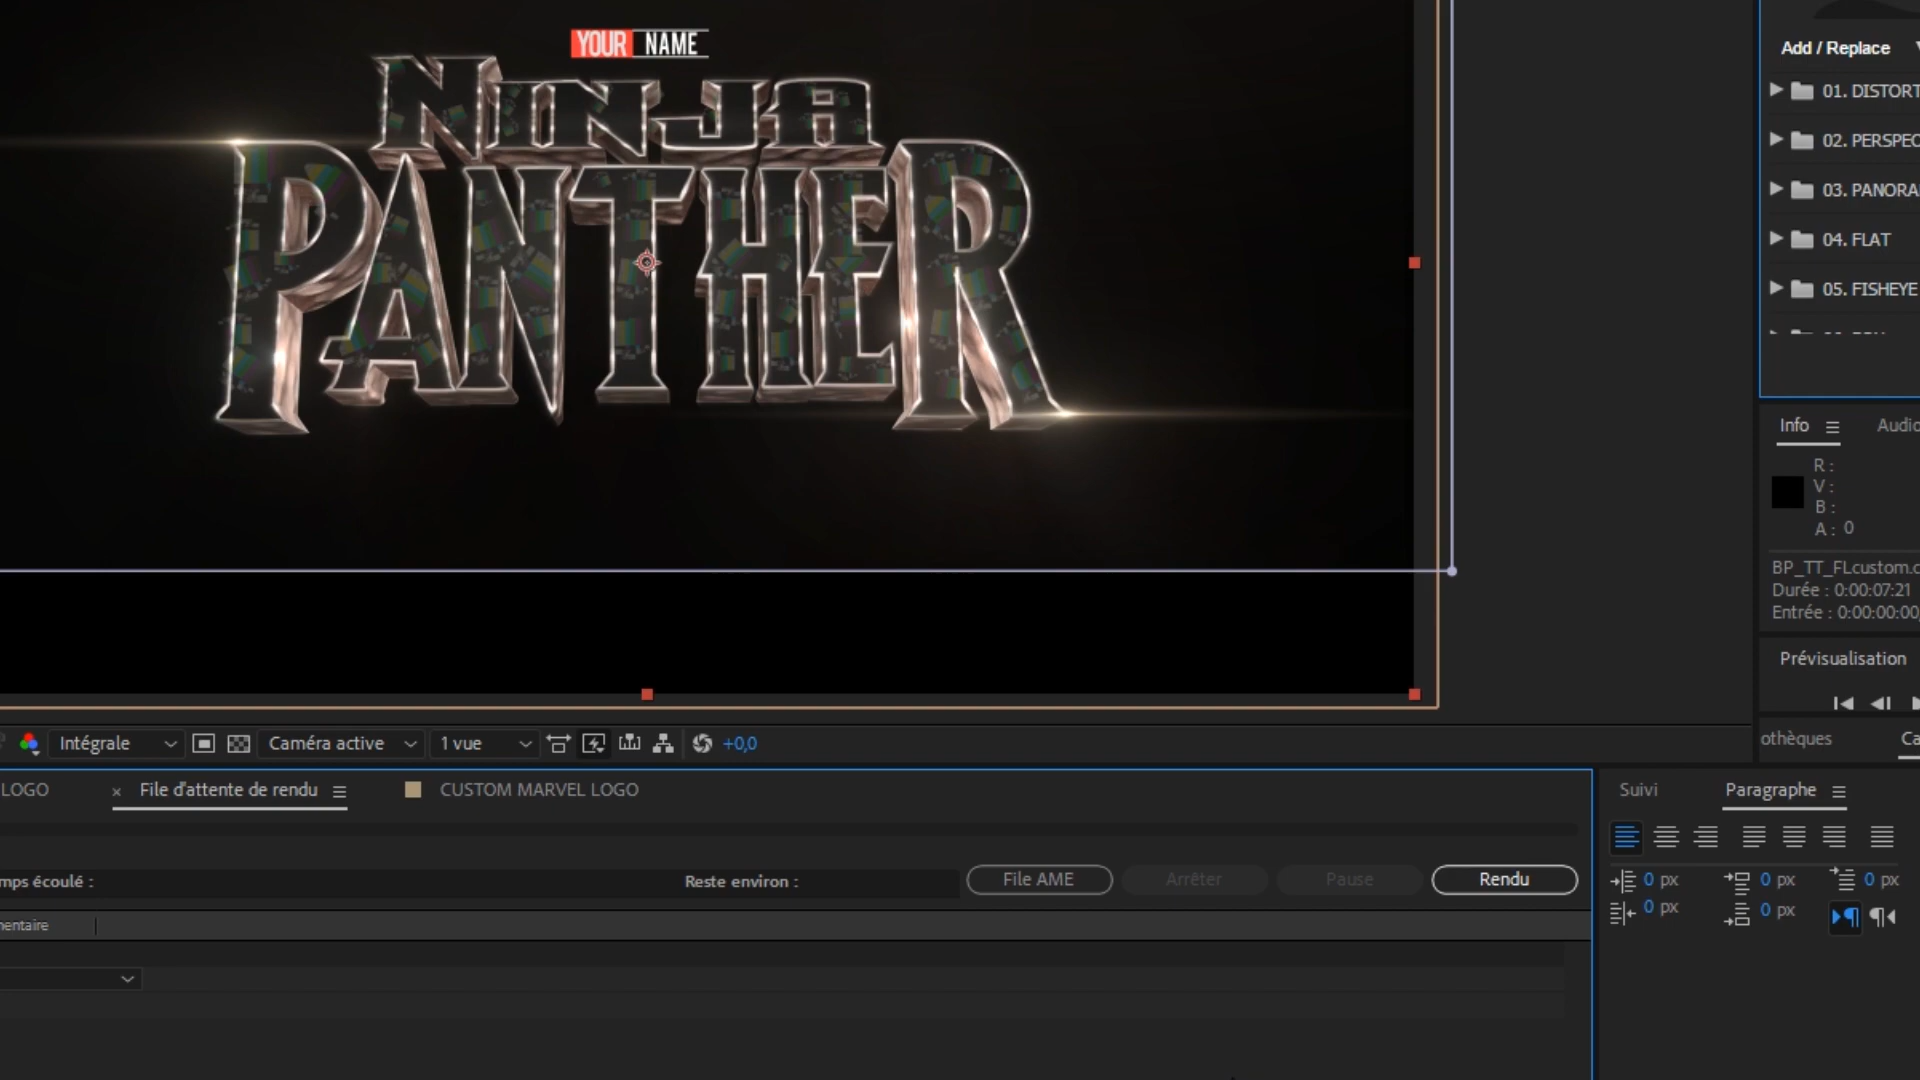 YOUR NAME
NINJA
PANTHER
Add / Replace
01. DISTORT
02. PERSPEC
03. PANORA
04. FLAT
05. FISHEYE
Info
Audio
R :
V :
B :
A : 0
BP_TT_FLcustom.c
Durée : 0:00:07:21
Entrée : 0:00:00:00,
Prévisualisation
Intégrale
Caméra active
1 vue
+0,0
othèques
Ca
LOGO
× File d'attente de rendu
CUSTOM MARVEL LOGO
Suivi
Paragraphe
mps écoulé :
Reste environ :
File AME
Arrêter
Pause
Rendu
0 px
0 px
0 px
0 px
0 px
mentaire